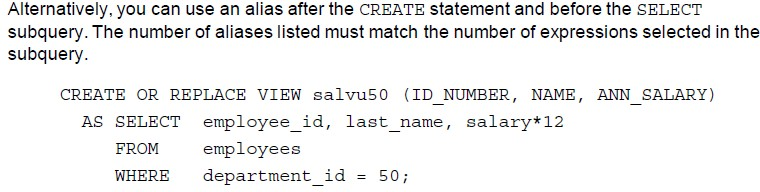 Alternatively, you can use an alias after the CREATE statement and before the SELECT
subquery. The number of aliases listed must match the number of expressions selected in the
subquery.
CREATE OR REPLACE VIEW salvu50 (ID_NUMBER, NAME, ANN_SALARY)
AS SELECT employee_id, last_name, salary*12
FROM employees
WHERE department_id = 50;